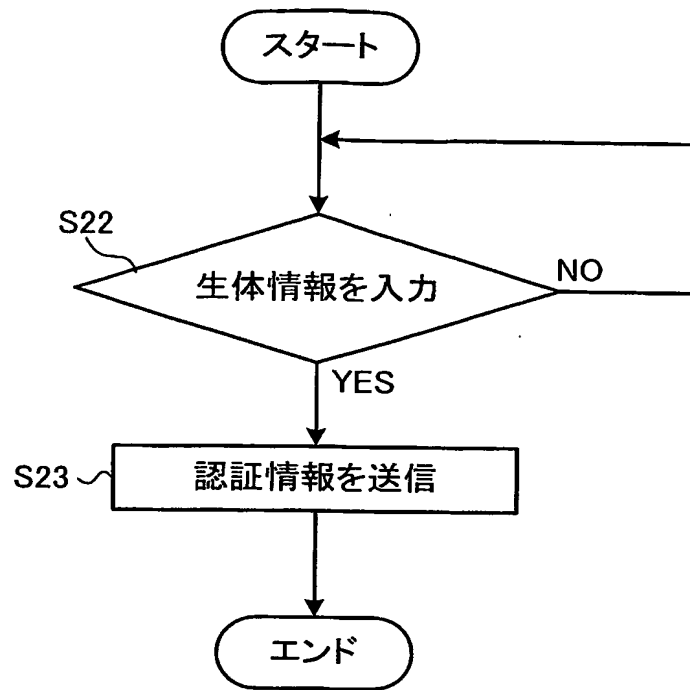 スタート
S22
生体情報を入力
NO
YES
S23
認証情報を送信
エンド